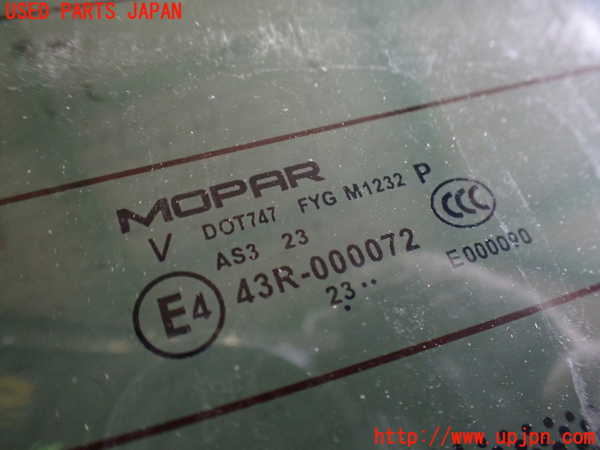 USED PARTS JAPAN
MOPAR
V DOT747 FYG M1232 P
AS3 23 CCC
E4 43R-000072 E000090
23··
http://www.upjpn.com